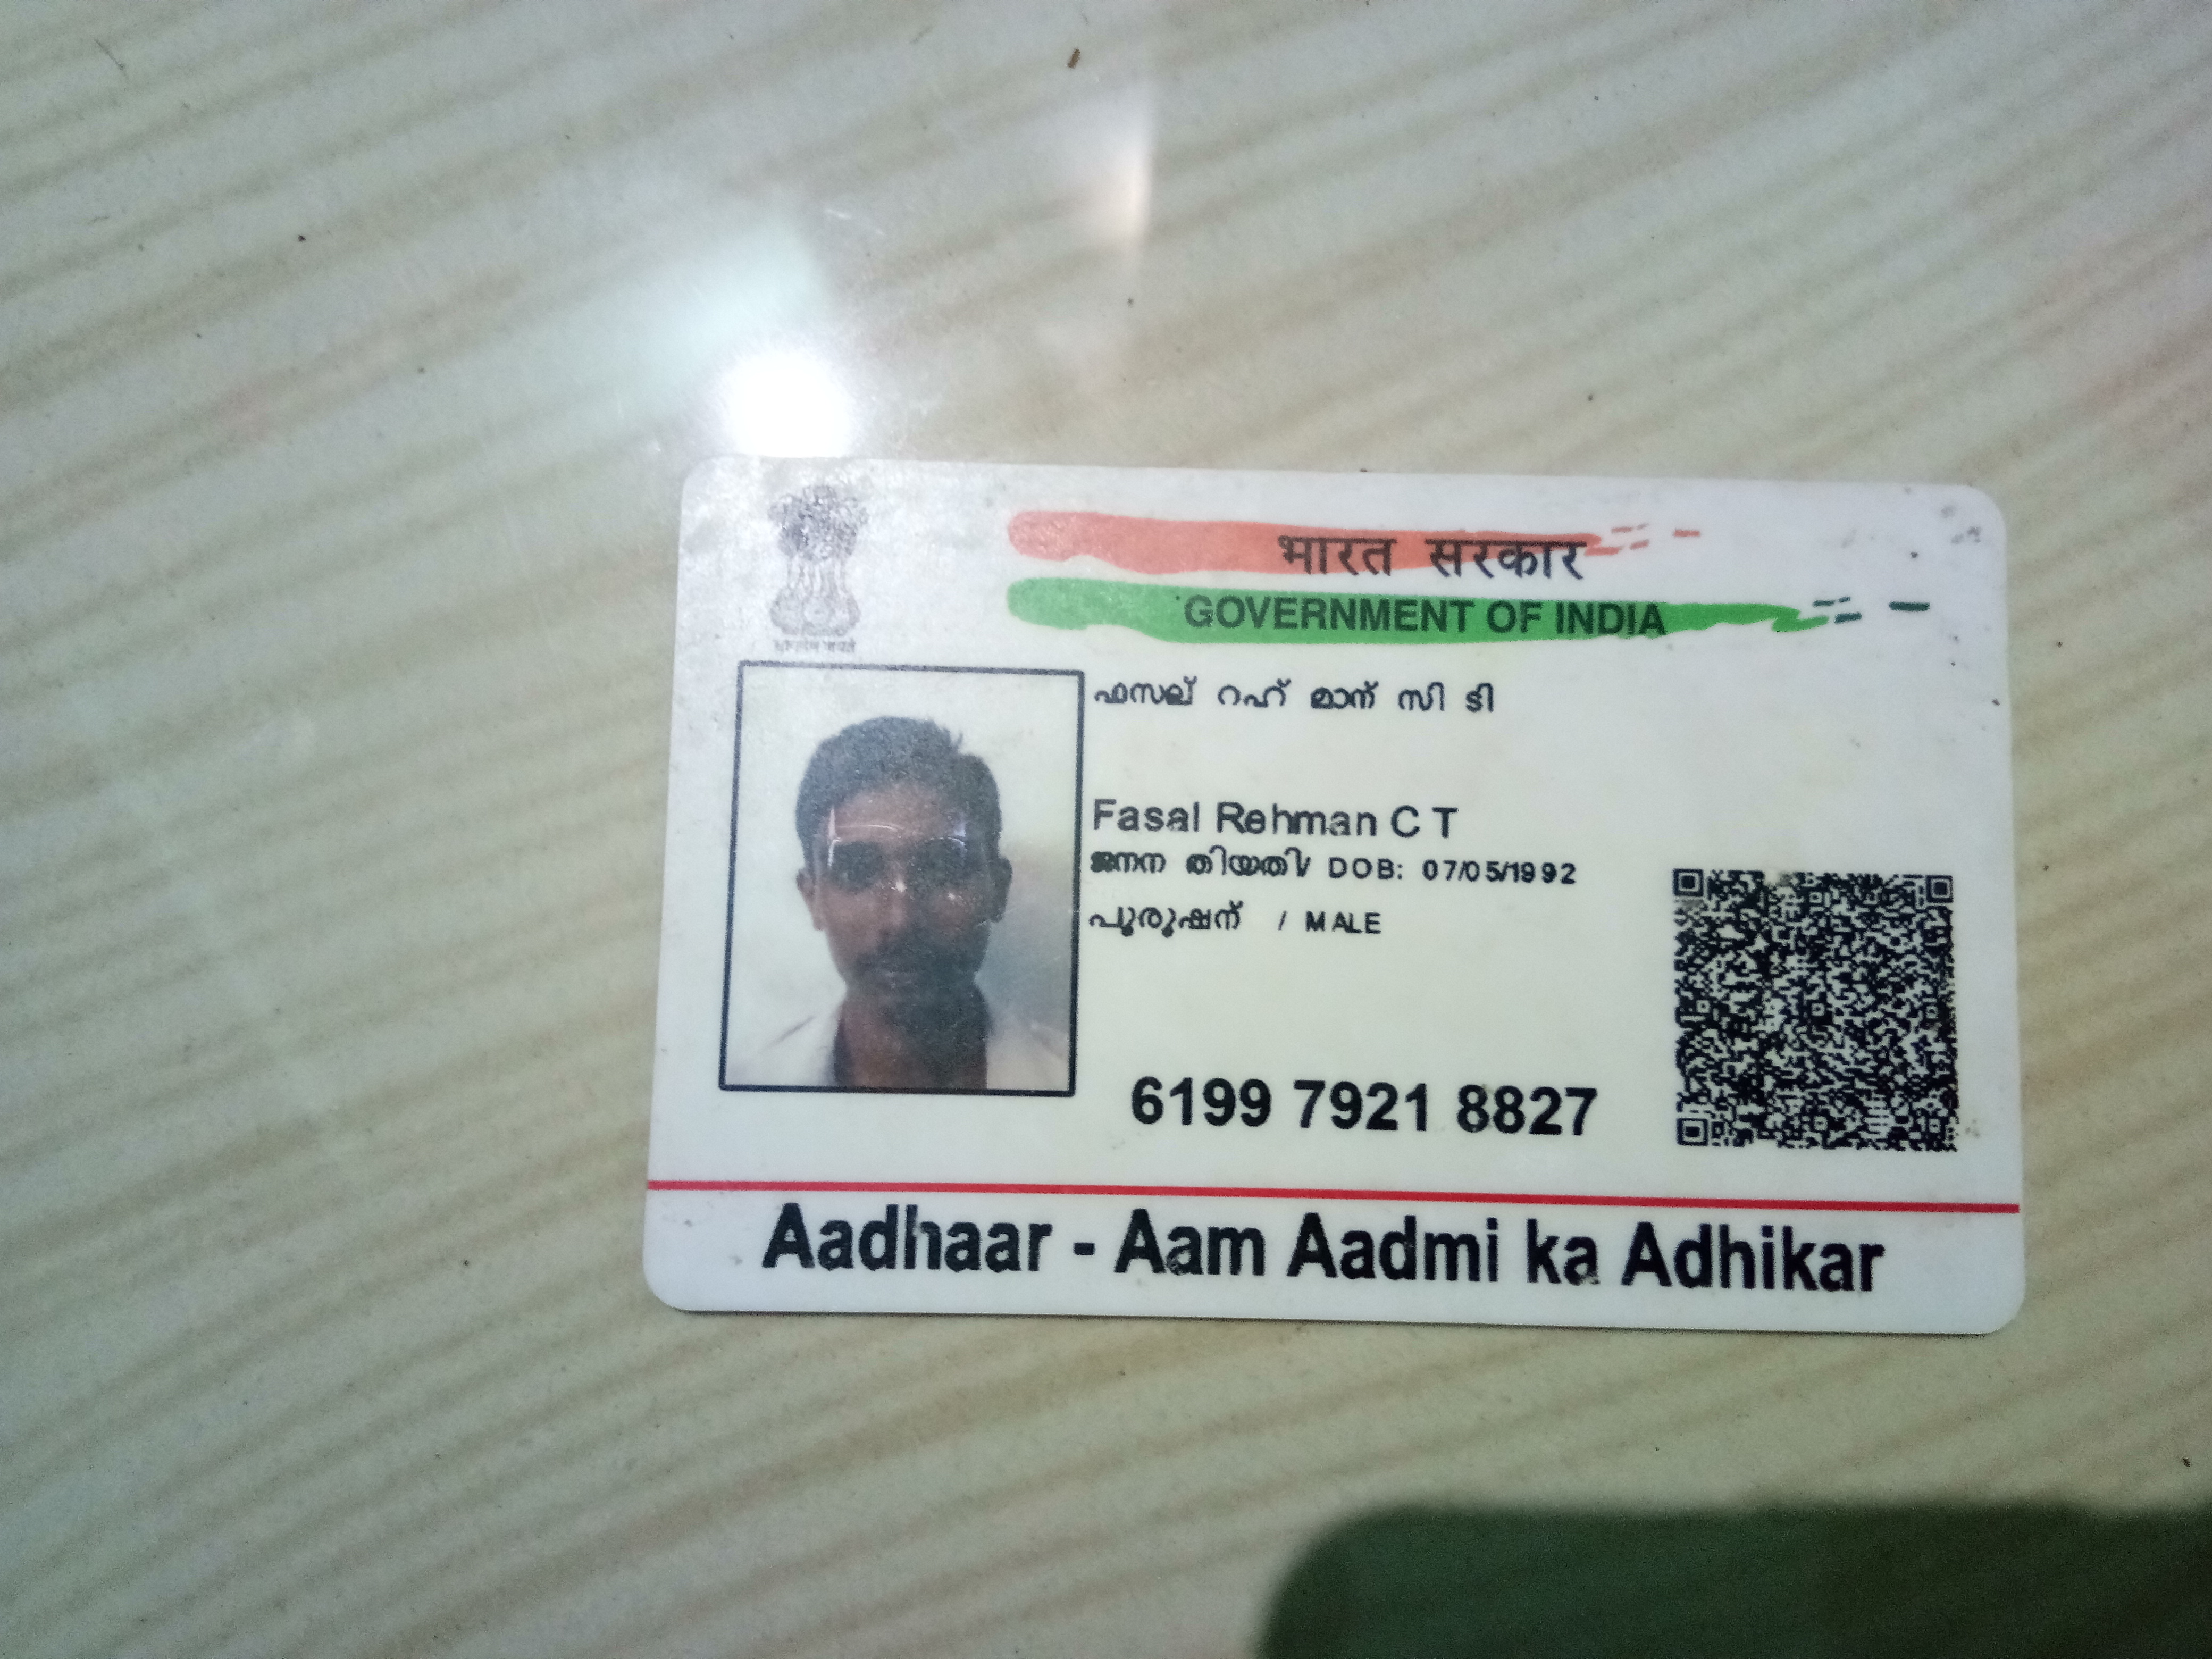 भारत सरकार
GOVERNMENT OF INDIA
ഫസല് റഹ് മാന് സി ടി
Fasal Rehman C T
ജനന തിയതി/ DOB: 07/05/1992
പുരുഷന് / MALE
6199 7921 8827
Aadhaar - Aam Aadmi ka Adhikar